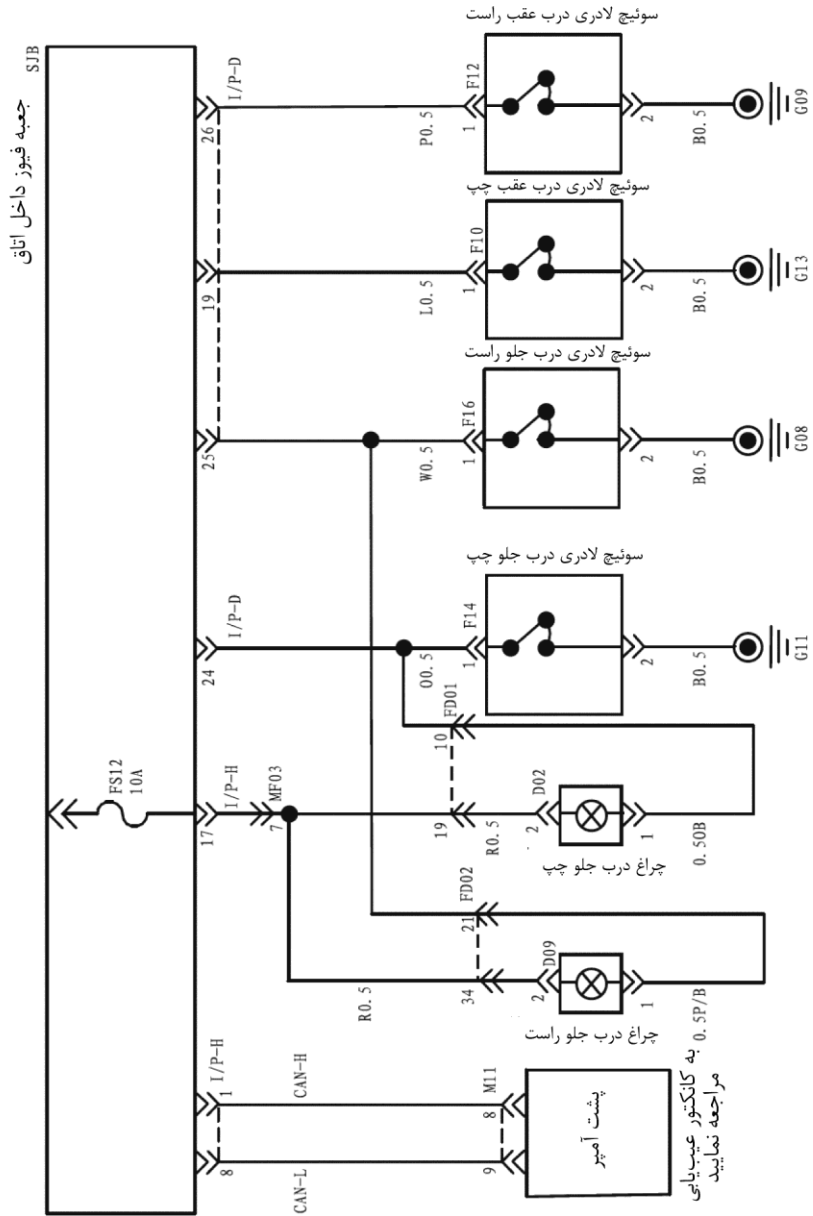 سوئیچ لادری درب عقب راست
SJB
جعبه فیوز داخل اتاق
I/P-D
26
F12
1
P0.5
2
B0.5
G09
سوئیچ لادری درب عقب چپ
19
F10
1
L0.5
2
B0.5
G13
سوئیچ لادری درب جلو راست
25
F16
1
W0.5
2
B0.5
G08
سوئیچ لادری درب جلو چپ
I/P-D
24
F14
1
O0.5
2
B0.5
G11
FS12
10A
I/P-H
17
MF03
7
FD01
10
19
R0.5
D02
2
1
0.5OB
چراغ درب جلو چپ
FD02
21
34
R0.5
D09
2
1
0.5P/B
چراغ درب جلو راست
I/P-H
1
8
CAN-H
CAN-L
M11
8
9
پشت آمپر
به کانکتور عیب‌یابی
مراجعه نمایید